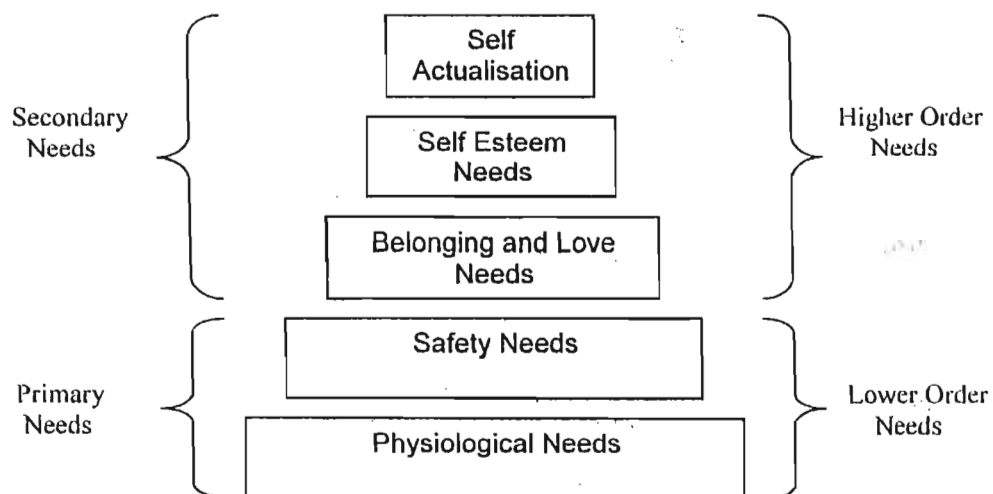 Self
Actualisation
Secondary
Needs
Higher Order
Needs
Self Esteem
Needs
Belonging and Love
Needs
Safety Needs
Primary
Needs
Lower Order
Needs
Physiological Needs